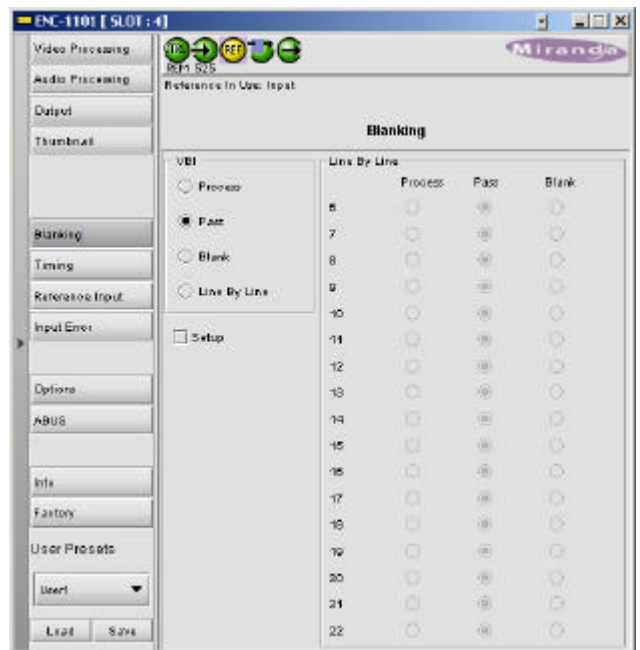 ENC-1101 [ SLOT : 4]
Video Processing
Audio Processing
Output
Thumbnail
Blanking
Timing
Reference Input
Input Error
Options
ABUS
Info
Factory
User Presets
User1
Load Save
REM 525
REF
Miranda
Reference In Use: Input
Blanking
VBI
Process
Pass
Blank
Line By Line
Setup
Line By Line
Process Pass Blank
6
7
8
9
10
11
12
13
14
15
16
17
18
19
20
21
22